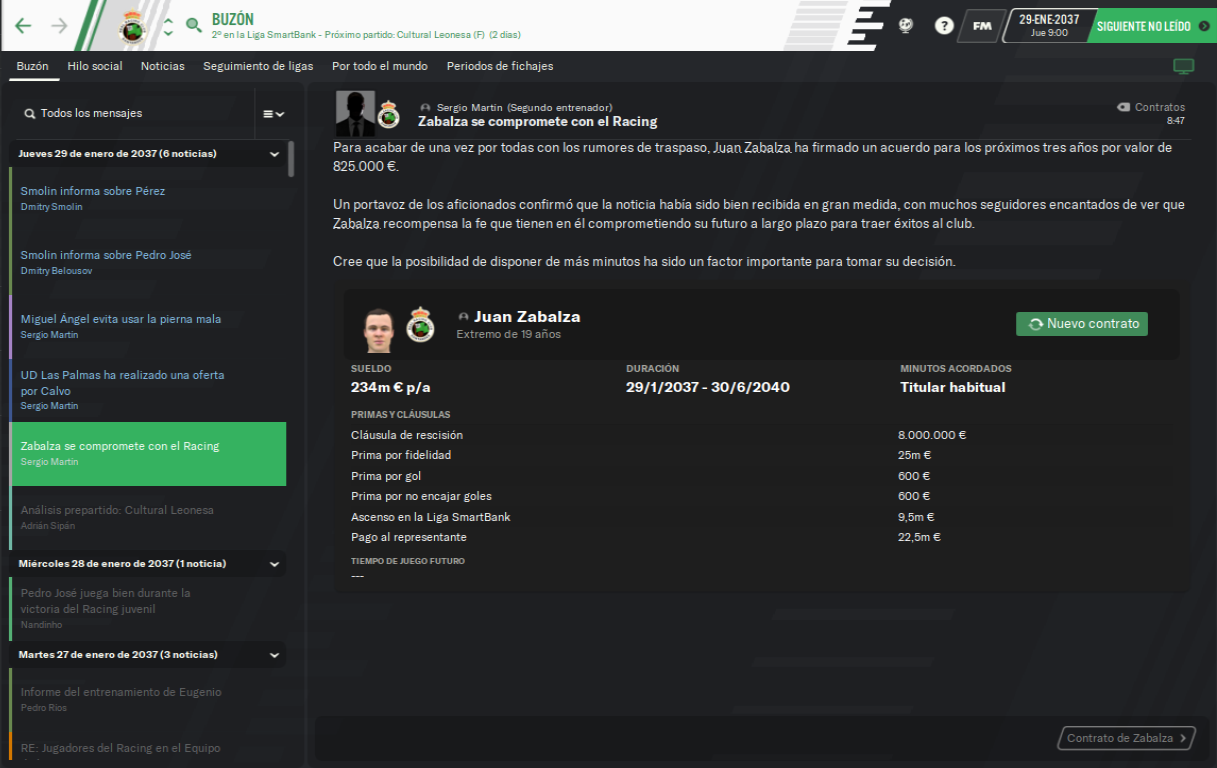 BUZÓN
2º en la Liga SmartBank - Próximo partido: Cultural Leonesa (F) (2 días)
?
FM
29-ENE-2037
Jue 9:00
SIGUIENTE NO LEÍDO
Buzón
Hilo social
Noticias
Seguimiento de ligas
Por todo el mundo
Periodos de fichajes
Todos los mensajes
Jueves 29 de enero de 2037 (6 noticias)
Smolin informa sobre Pérez
Dmitry Smolin
Smolin informa sobre Pedro José
Dmitry Belousov
Miguel Ángel evita usar la pierna mala
Sergio Martín
UD Las Palmas ha realizado una oferta
por Calvo
Sergio Martín
Zabalza se compromete con el Racing
Sergio Martín
Análisis prepartido: Cultural Leonesa
Adrián Sipán
Miércoles 28 de enero de 2037 (1 noticia)
Pedro José juega bien durante la
victoria del Racing juvenil
Nandinho
Martes 27 de enero de 2037 (3 noticias)
Informe del entrenamiento de Eugenio
Pedro Ríos
RE: Jugadores del Racing en el Equipo
Sergio Martín (Segundo entrenador)
Zabalza se compromete con el Racing
Contratos
8:47
Para acabar de una vez por todas con los rumores de traspaso, Juan Zabalza ha firmado un acuerdo para los próximos tres años por valor de
825.000 €.
Un portavoz de los aficionados confirmó que la noticia había sido bien recibida en gran medida, con muchos seguidores encantados de ver que
Zabalza recompensa la fe que tienen en él comprometiendo su futuro a largo plazo para traer éxitos al club.
Cree que la posibilidad de disponer de más minutos ha sido un factor importante para tomar su decisión.
Juan Zabalza
Extremo de 19 años
Nuevo contrato
SUELDO
234m € p/a
DURACIÓN
29/1/2037 - 30/6/2040
MINUTOS ACORDADOS
Titular habitual
PRIMAS Y CLÁUSULAS
Cláusula de rescisión 8.000.000 €
Prima por fidelidad 25m €
Prima por gol 600 €
Prima por no encajar goles 600 €
Ascenso en la Liga SmartBank 9,5m €
Pago al representante 22,5m €
TIEMPO DE JUEGO FUTURO
---
Contrato de Zabalza